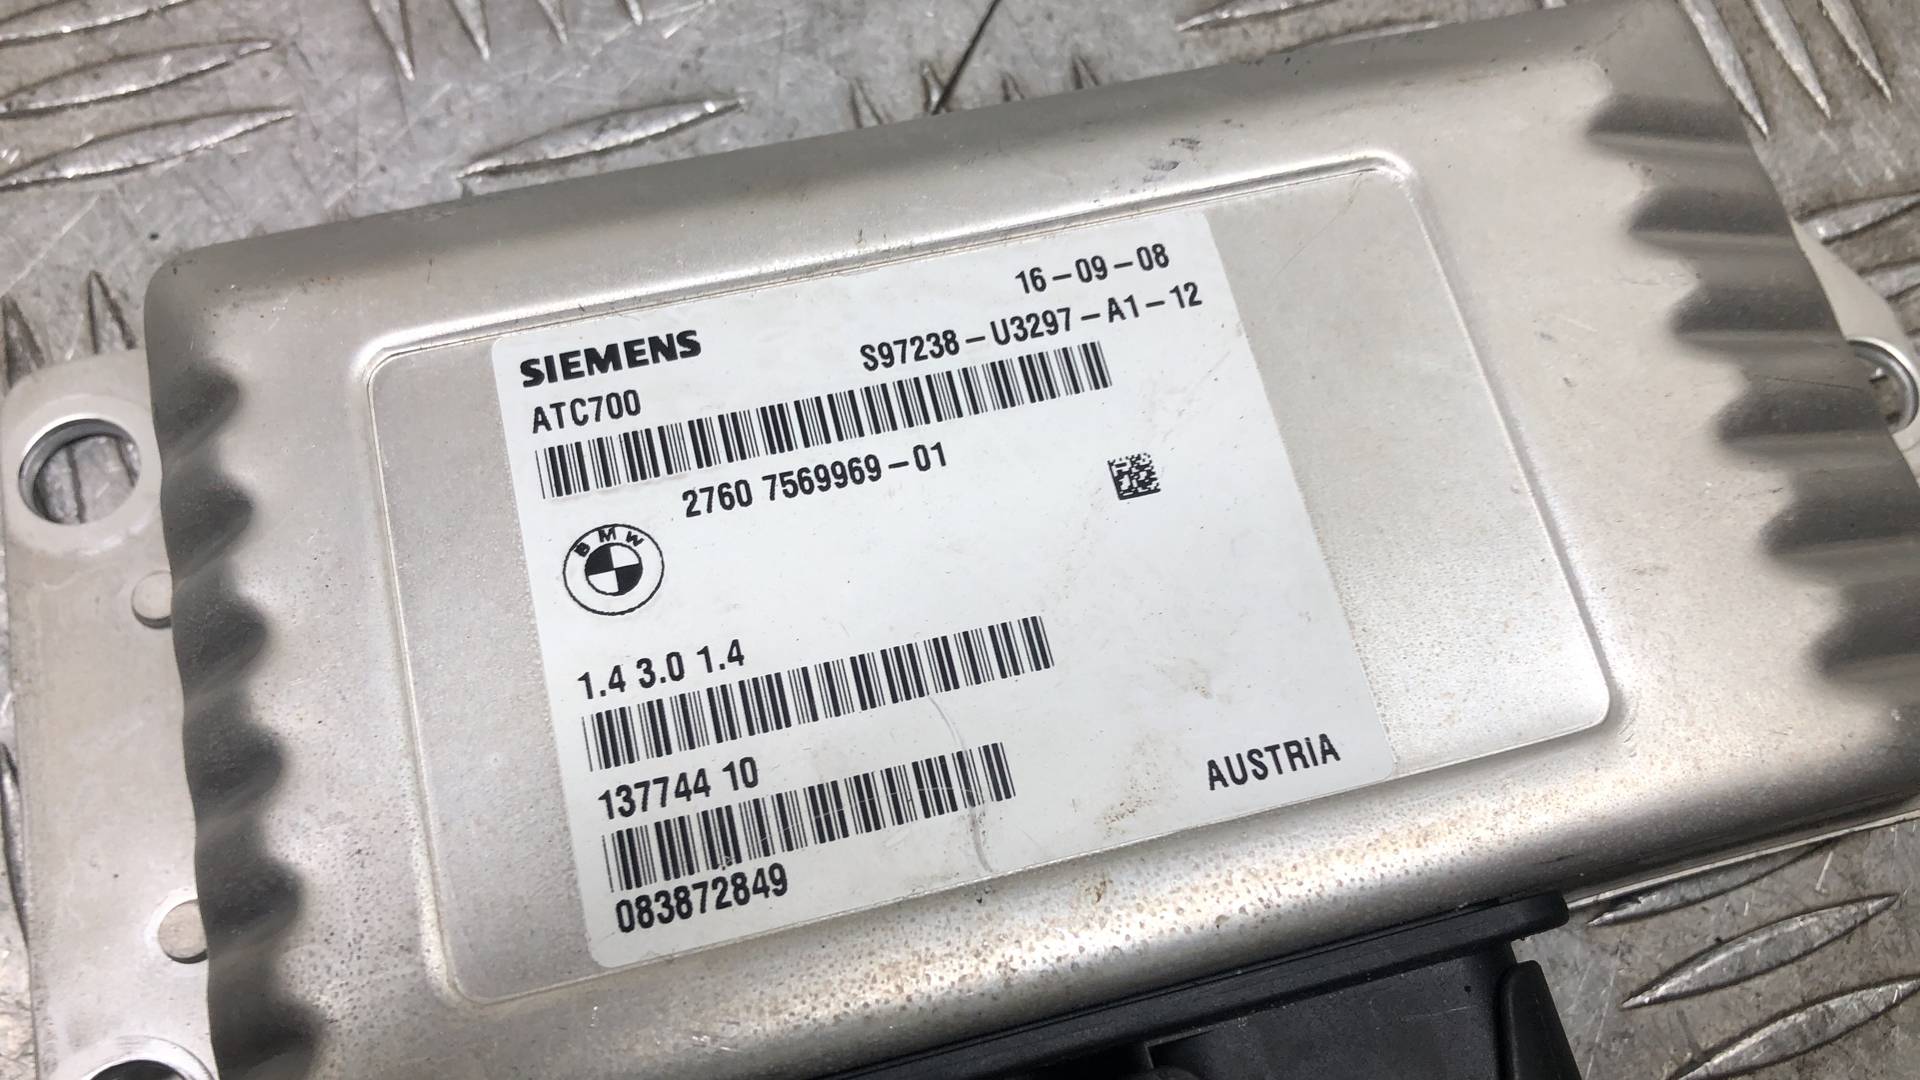 16-09-08
SIEMENS S97238-U3297-A1-12
ATC700
2760 7569969-01
BMW
1.4 3.0 1.4
137744 10
AUSTRIA
083872849